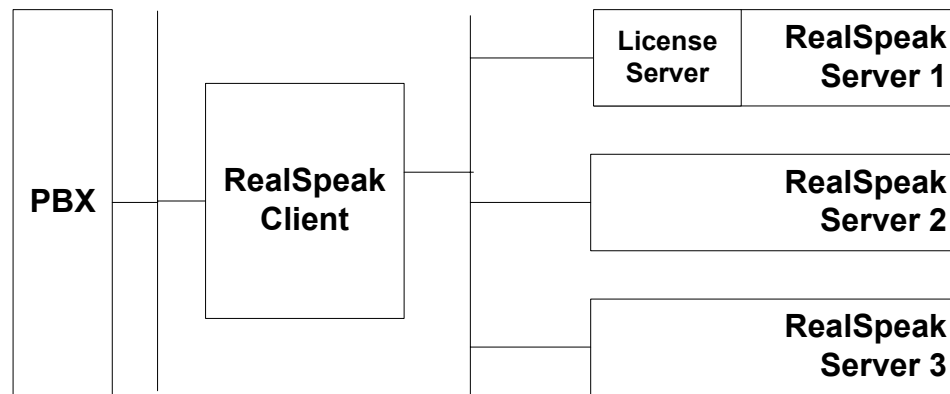 PBX
RealSpeak
Client
License
Server
RealSpeak
Server 1
RealSpeak
Server 2
RealSpeak
Server 3